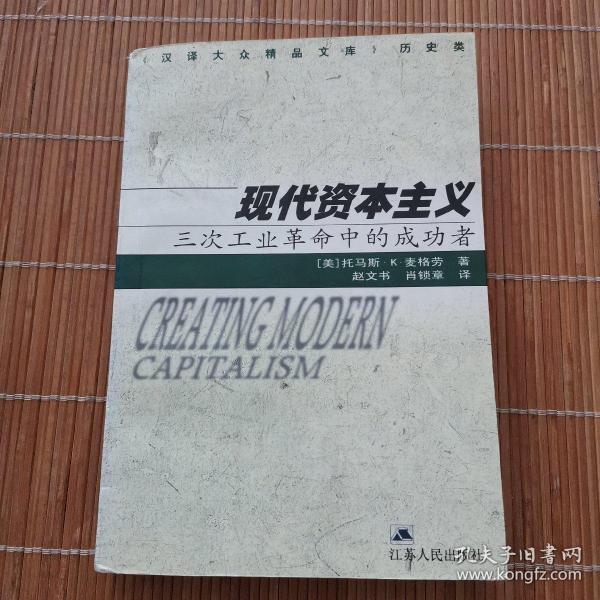 《汉译大众精品文库》历史类
现代资本主义
三次工业革命中的成功者
[美]托马斯·K·麦格劳 著
赵文书 肖锁章 译
CREATING MODERN
CAPITALISM
江苏人民出版社
孔夫子旧書网
www.kongfz.com